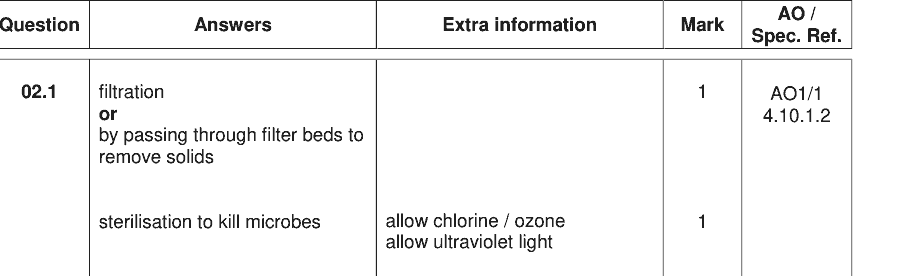 Question Answers Extra information Mark AO /
Spec. Ref.
02.1 filtration 1 AO1/1
or 4.10.1.2
by passing through filter beds to
remove solids
sterilisation to kill microbes allow chlorine / ozone 1
allow ultraviolet light